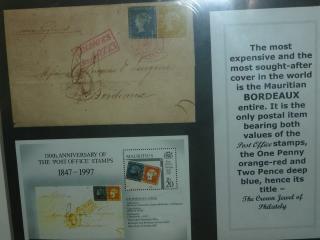 Bordeaux
150th ANNIVERSARY OF
THE POST OFFICE STAMPS
1847-1997
MAURITIUS
20
The most
expensive and the
most sought-after
cover in the world
is the Mauritian
BORDEAUX
entire. It is the
only postal item
bearing both
values of the
Post Office stamps,
the One Penny
orange-red and
Two Pence deep
blue, hence its
title –
The Crown Jewel of
Philately